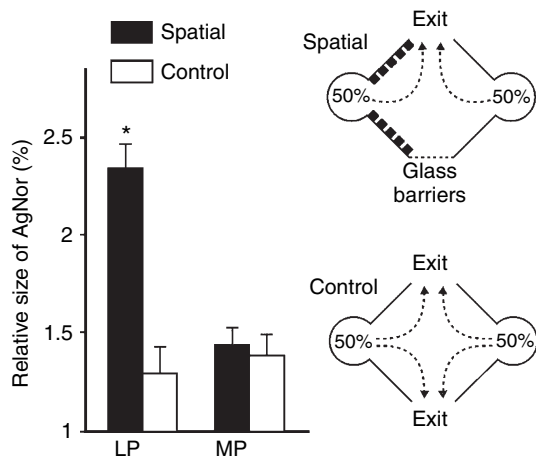 Spatial
Control
Relative size of AgNor (%)
2.5
2
1.5
1
*
LP
MP
Exit
Spatial
50%
50%
Glass
barriers
Exit
Control
50%
50%
Exit